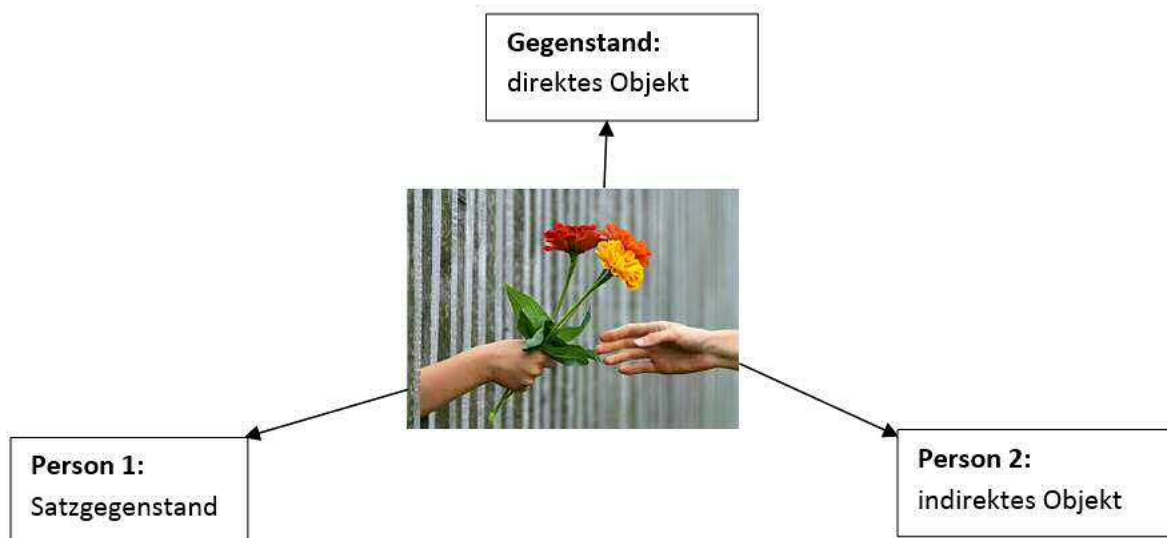 Gegenstand:
direktes Objekt
Person 1:
Satzgegenstand
Person 2:
indirektes Objekt